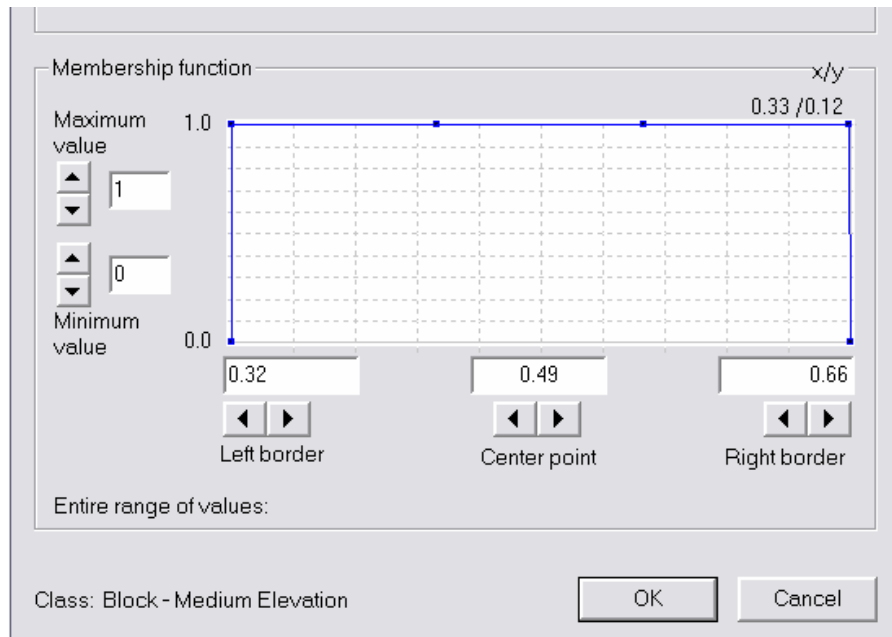 Membership function
x/y
0.33 /0.12
Maximum
value
1.0
1
0
Minimum
value
0.0
0.32
0.49
0.66
Left border
Center point
Right border
Entire range of values:
Class: Block - Medium Elevation
OK
Cancel